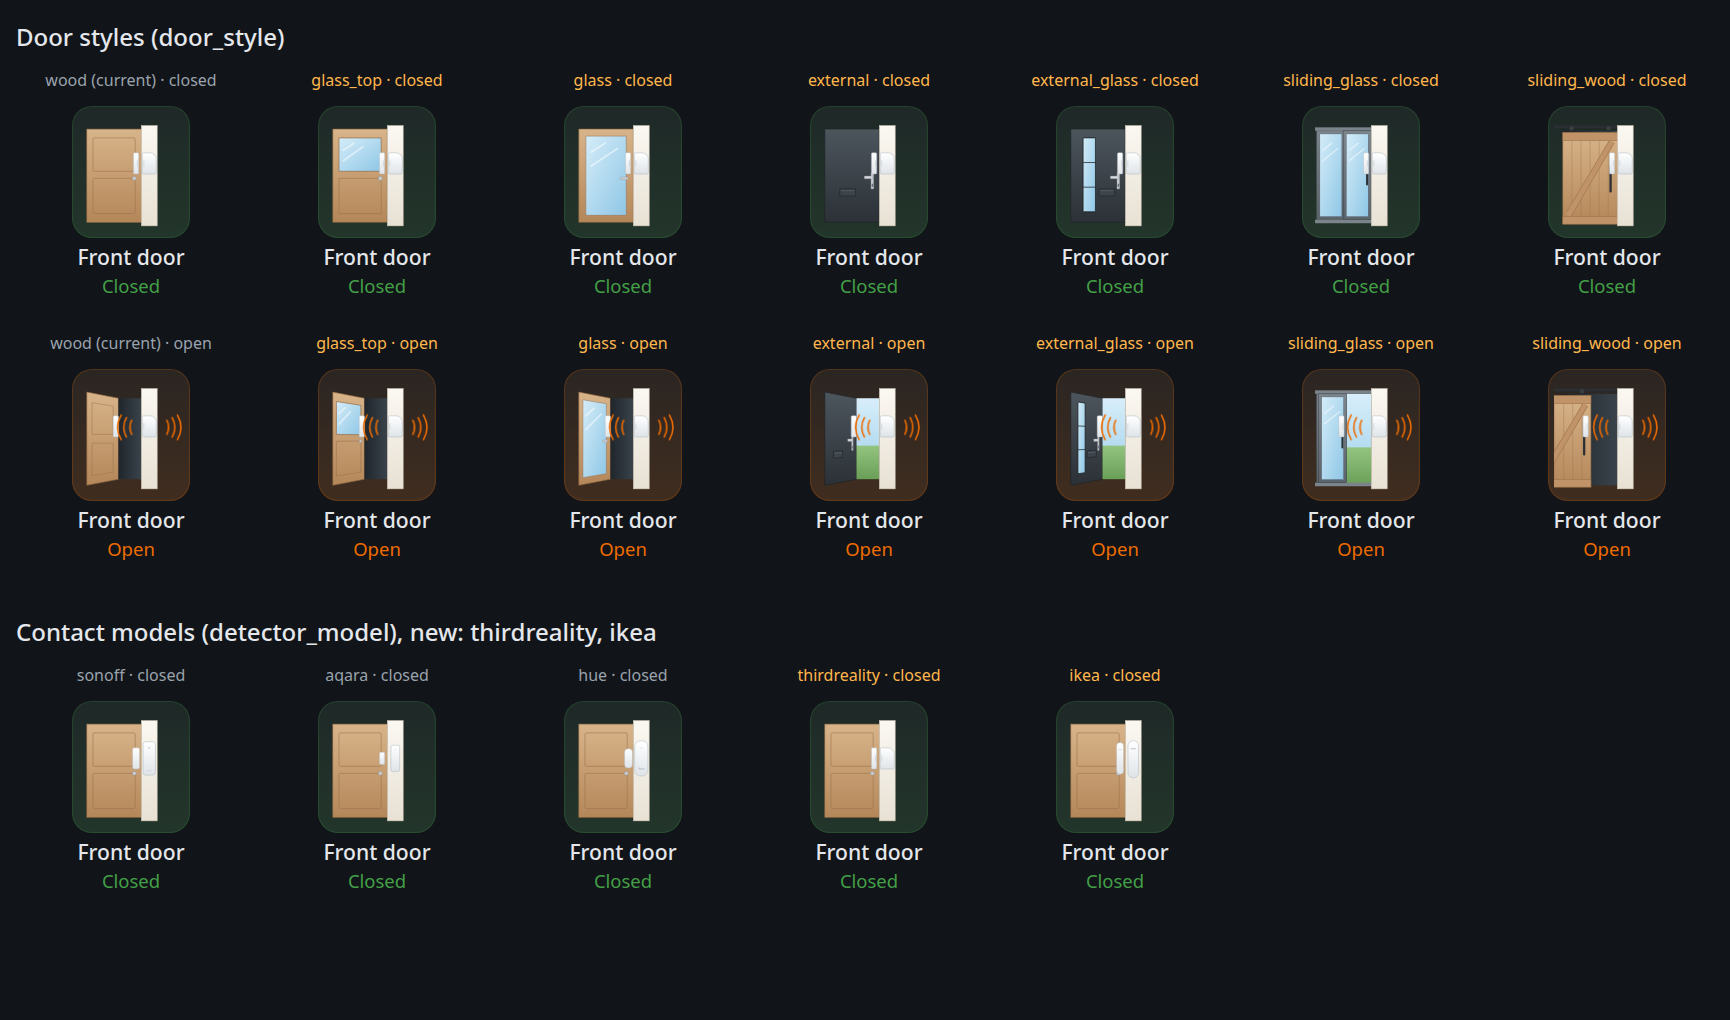 Door styles (door_style)
wood (current) · closed
glass_top · closed
glass · closed
external · closed
external_glass · closed
sliding_glass · closed
sliding_wood · closed
Front door
Front door
Front door
Front door
Front door
Front door
Front door
Closed
Closed
Closed
Closed
Closed
Closed
Closed
wood (current) · open
glass_top · open
glass · open
external · open
external_glass · open
sliding_glass · open
sliding_wood · open
Front door
Front door
Front door
Front door
Front door
Front door
Front door
Open
Open
Open
Open
Open
Open
Open
Contact models (detector_model), new: thirdreality, ikea
sonoff · closed
aqara · closed
hue · closed
thirdreality · closed
ikea · closed
Front door
Front door
Front door
Front door
Front door
Closed
Closed
Closed
Closed
Closed